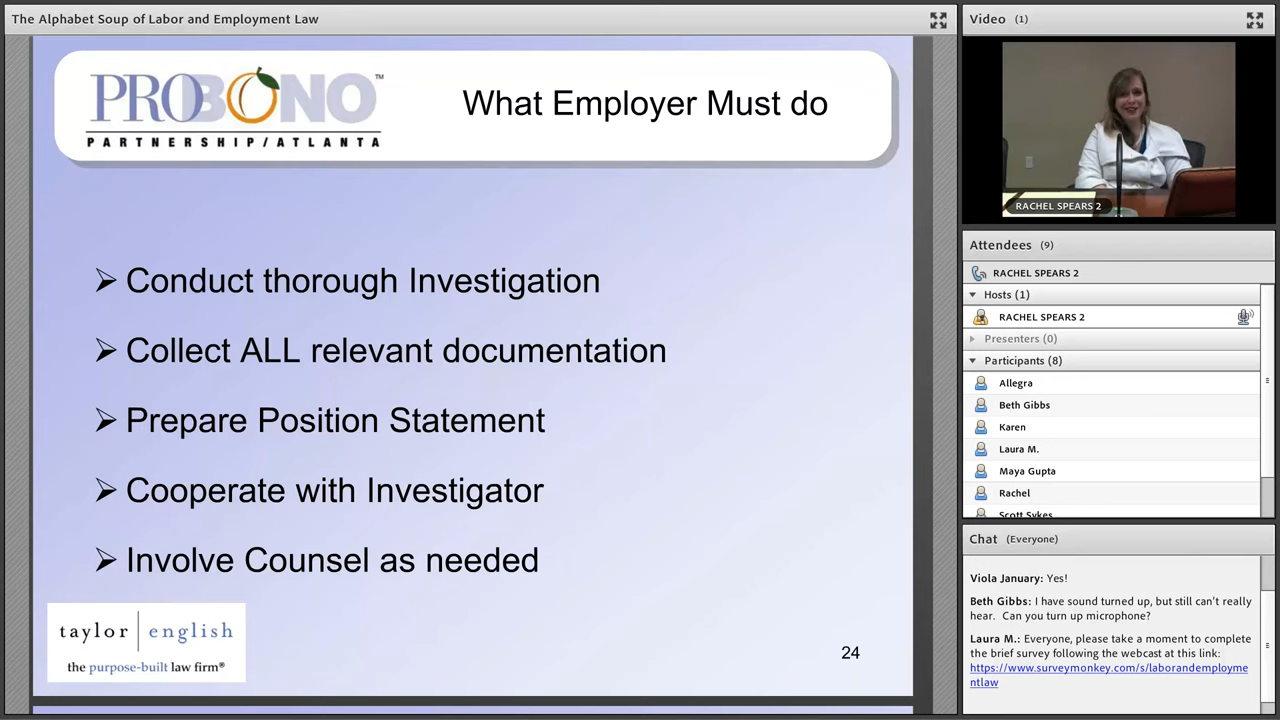 The Alphabet Soup of Labor and Employment Law
PROBONO™
PARTNERSHIP/ATLANTA
What Employer Must do
Conduct thorough Investigation
Collect ALL relevant documentation
Prepare Position Statement
Cooperate with Investigator
Involve Counsel as needed
taylor | english
the purpose-built law firm®
24
Video (1)
RACHEL SPEARS 2
Attendees (9)
RACHEL SPEARS 2
Hosts (1)
RACHEL SPEARS 2
Presenters (0)
Participants (8)
Allegra
Beth Gibbs
Karen
Laura M.
Maya Gupta
Rachel
Scott Sykes
Chat (Everyone)
Viola January: Yes!
Beth Gibbs: I have sound turned up, but still can't really
hear. Can you turn up microphone?
Laura M.: Everyone, please take a moment to complete
the brief survey following the webcast at this link:
https://www.surveymonkey.com/s/laborandemployme
ntlaw